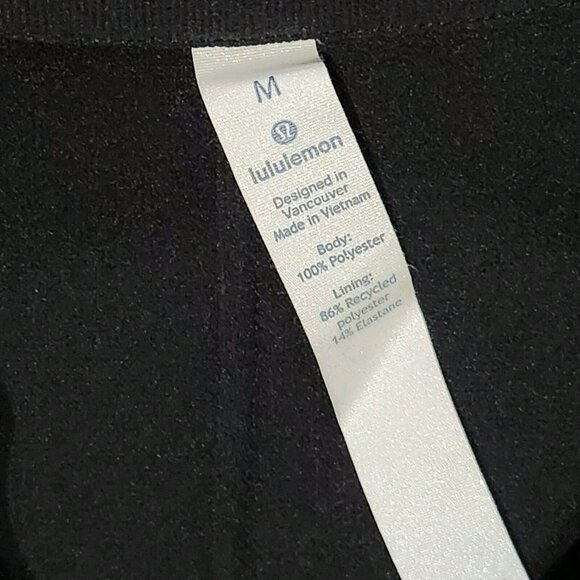 M
lululemon
Designed in
Vancouver
Made in Vietnam
Body:
100% Polyester
Lining:
86% Recycled
polyester
14% Elastane